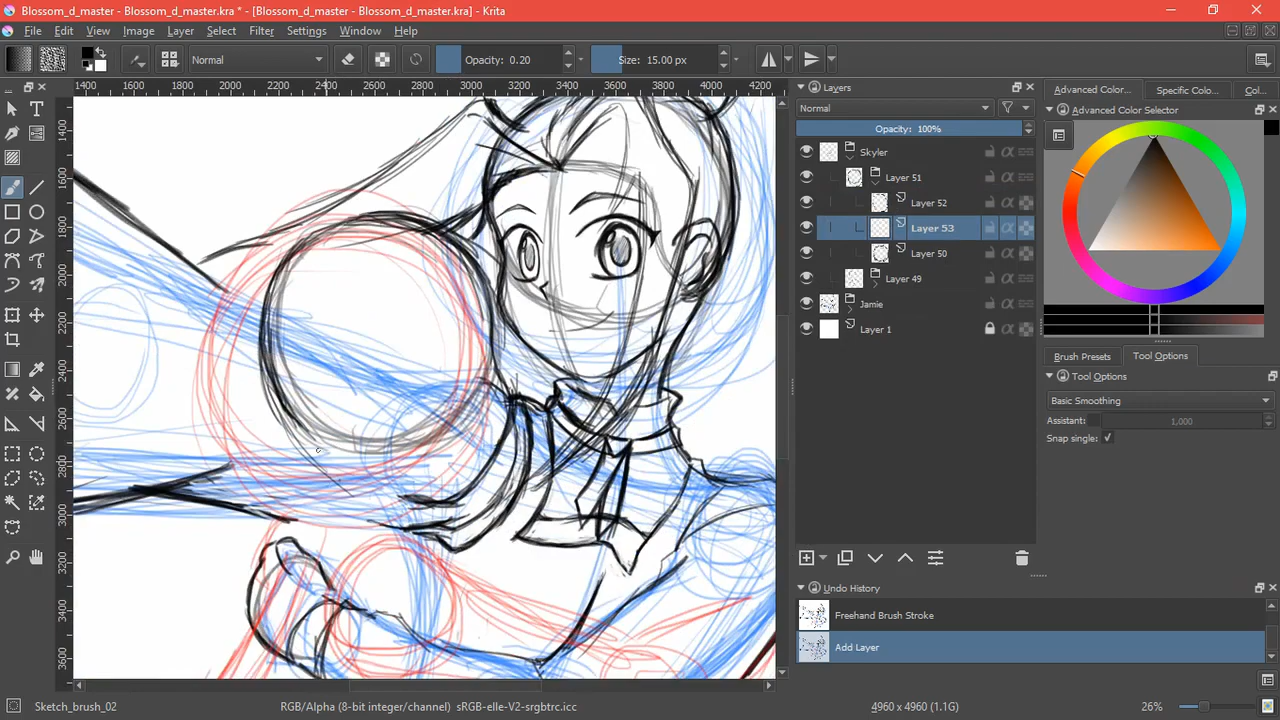 Blossom_d_master - Blossom_d_master.kra * - [Blossom_d_master - Blossom_d_master.kra] - Krita
File Edit View Image Layer Select Filter Tools Settings Window Help
Normal Opacity: 0.20 Size: 15.00 px
1400 1600 1800 2000 2200 2400 2600 2800 3000 3200 3400 3600 3800 4000 4200
1400
1600
1800
2000
2200
2400
2600
2800
3000
3200
3400
3600
Layers
Normal
Opacity: 100%
Skyler
Layer 51
Layer 52
Layer 53
Layer 50
Layer 49
Jamie
Layer 1
Undo History
Freehand Brush Stroke
Add Layer
Advanced Color... Specific Color... Col...
Advanced Color Selector
Brush Presets Tool Options
Tool Options
Basic Smoothing
Assistant: 1,000
Snap single:
Sketch_brush_02 RGB/Alpha (8-bit integer/channel) sRGB-elle-V2-srgbtrc.icc 4960 x 4960 (1.1G) 26%